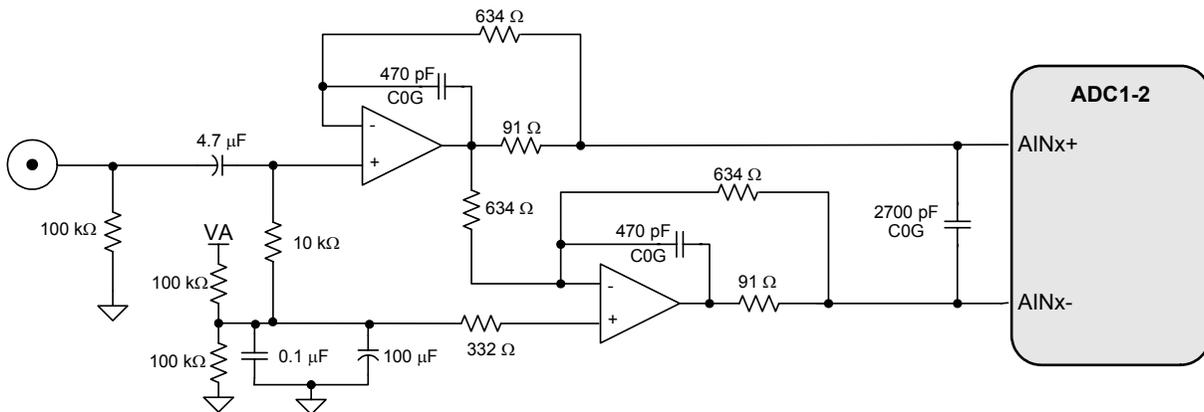 634 Ω
470 pF
C0G
ADC1-2
-
+
91 Ω
4.7 µF
AINx+
634 Ω
634 Ω
100 kΩ
VA
10 kΩ
2700 pF
C0G
470 pF
C0G
100 kΩ
-
+
91 Ω
AINx-
332 Ω
100 kΩ
0.1 µF
100 µF